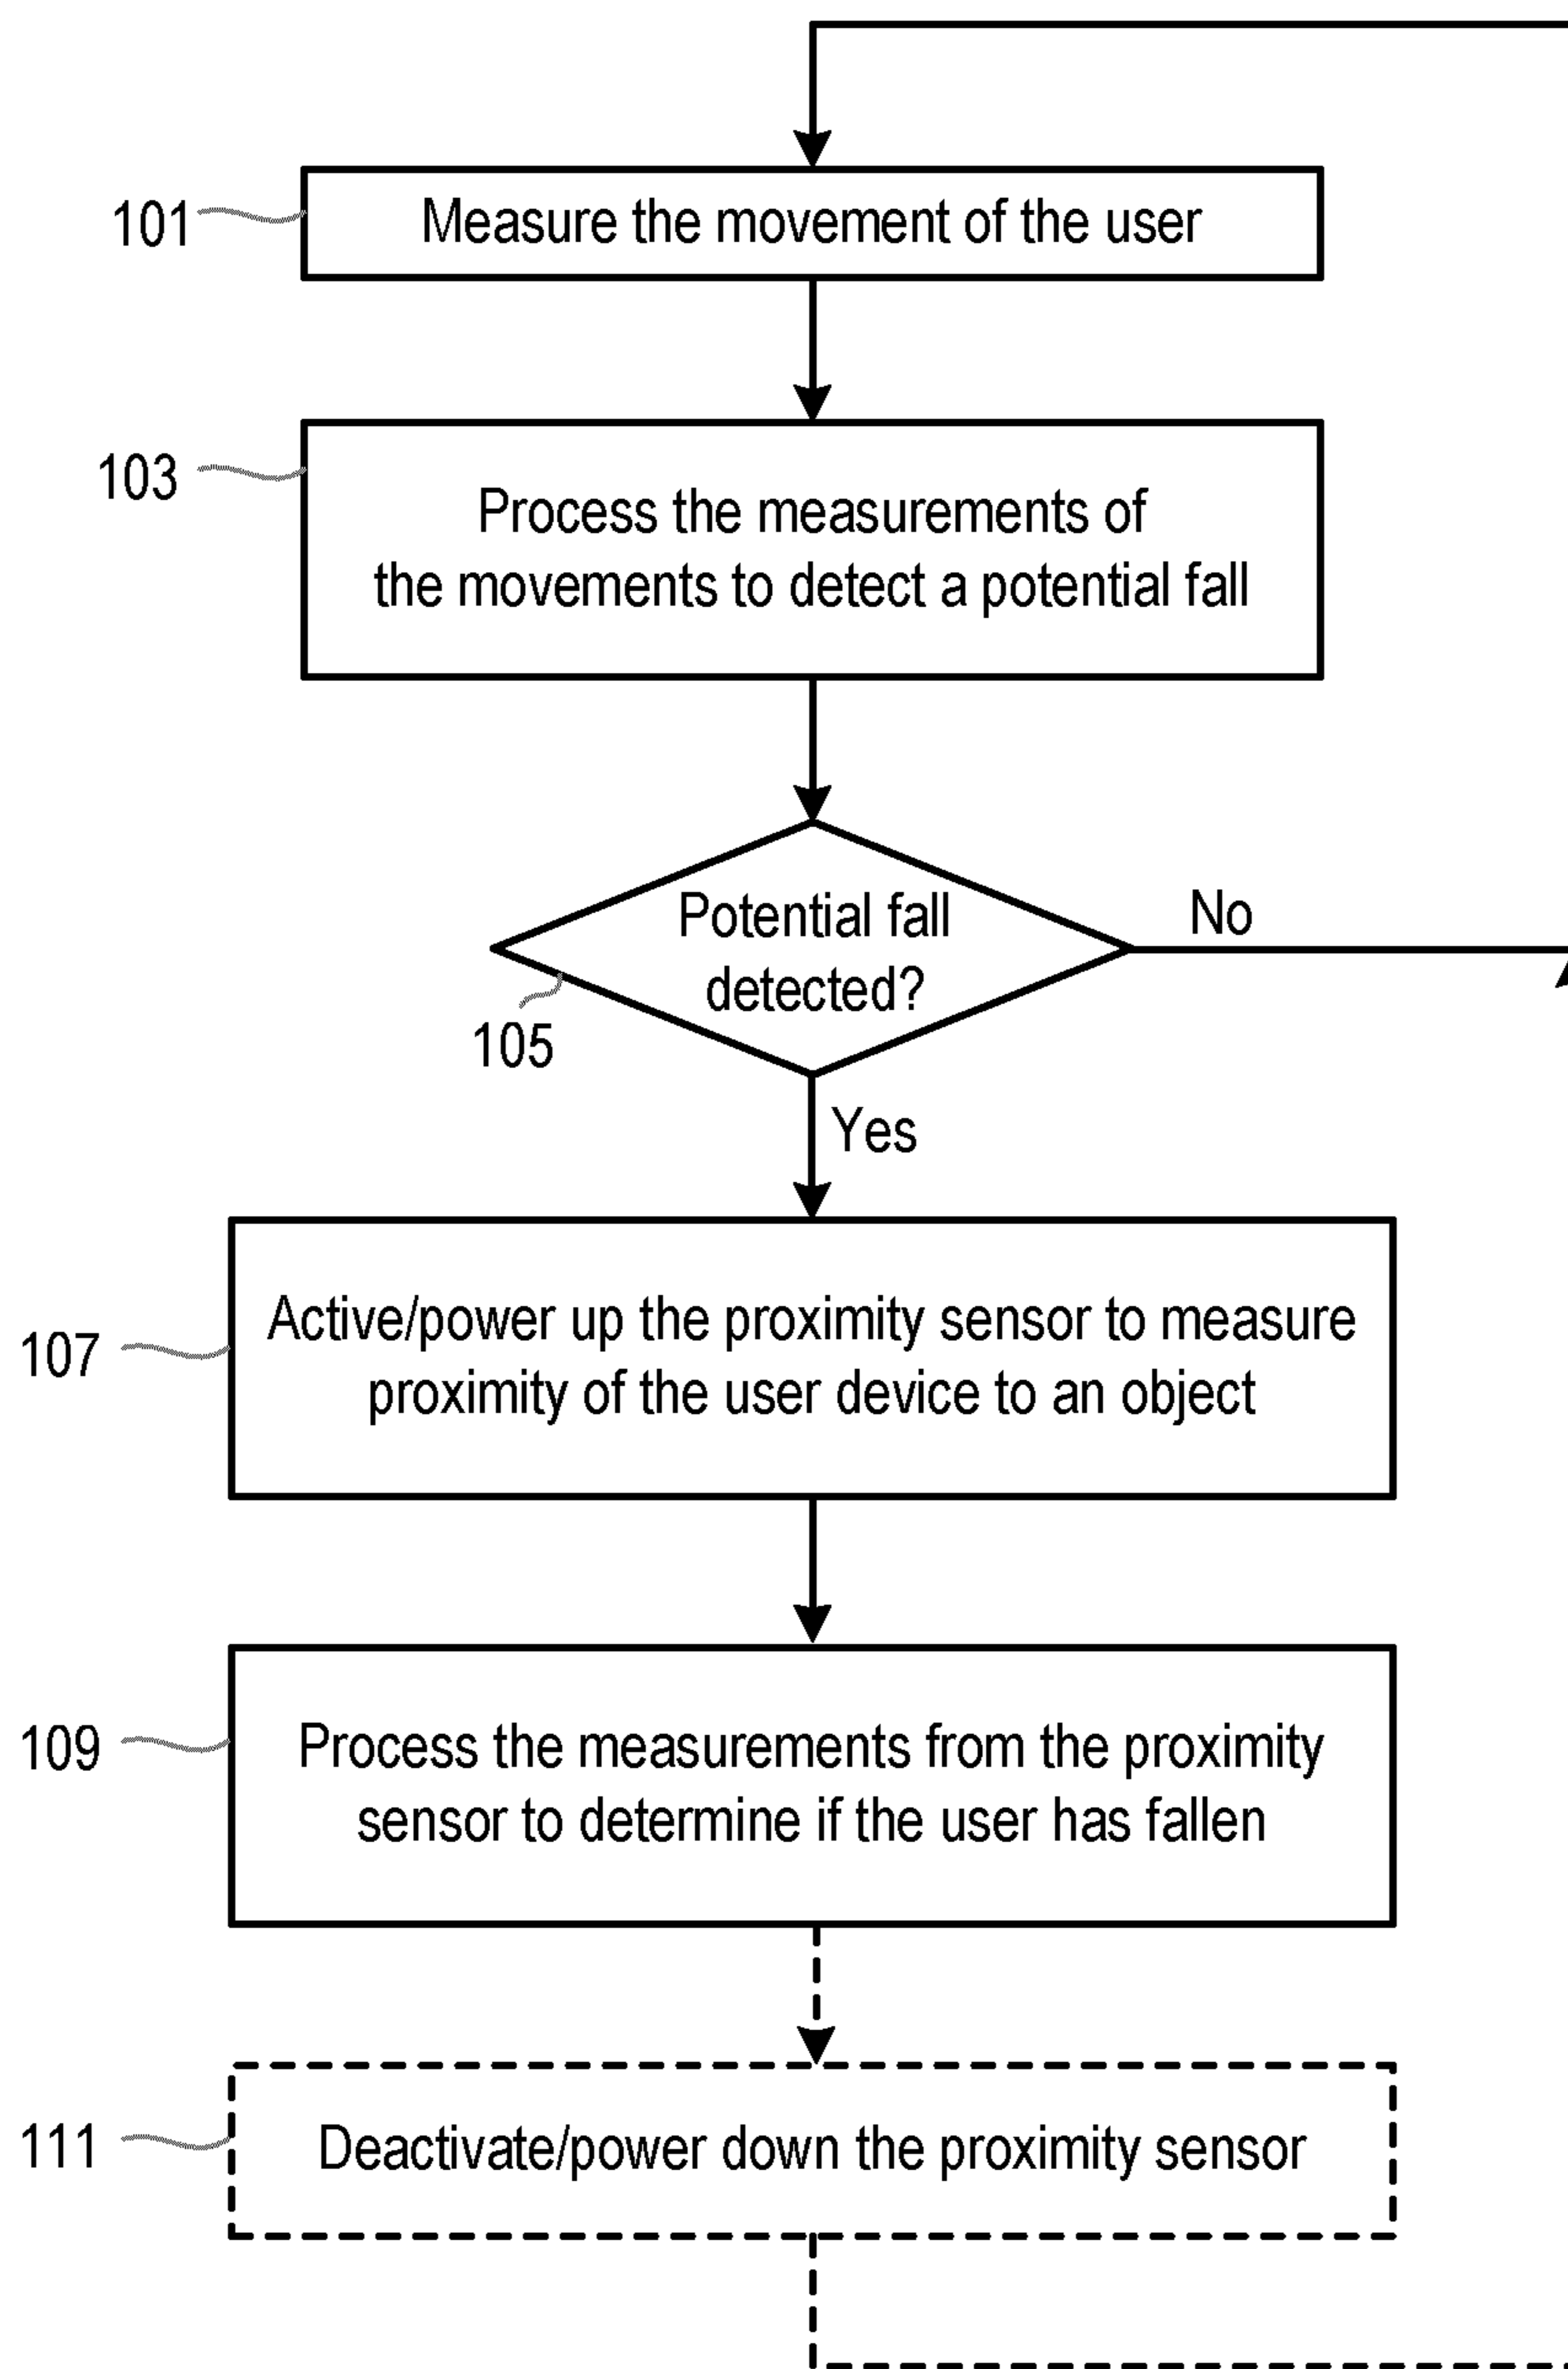 101
Measure the movement of the user
103
Process the measurements of
the movements to detect a potential fall
Potential fall
detected?
No
105
Yes
107
Active/power up the proximity sensor to measure
proximity of the user device to an object
109
Process the measurements from the proximity
sensor to determine if the user has fallen
111
Deactivate/power down the proximity sensor